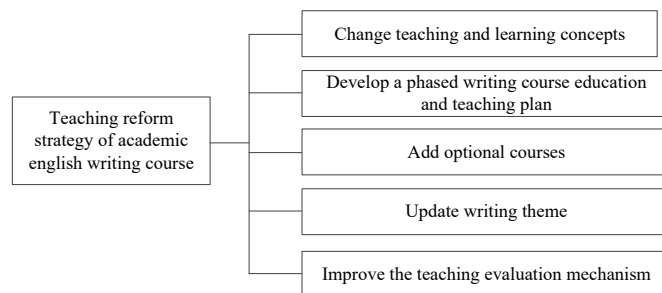 Teaching reform
strategy of academic
english writing course
Change teaching and learning concepts
Develop a phased writing course education
and teaching plan
Add optional courses
Update writing theme
Improve the teaching evaluation mechanism